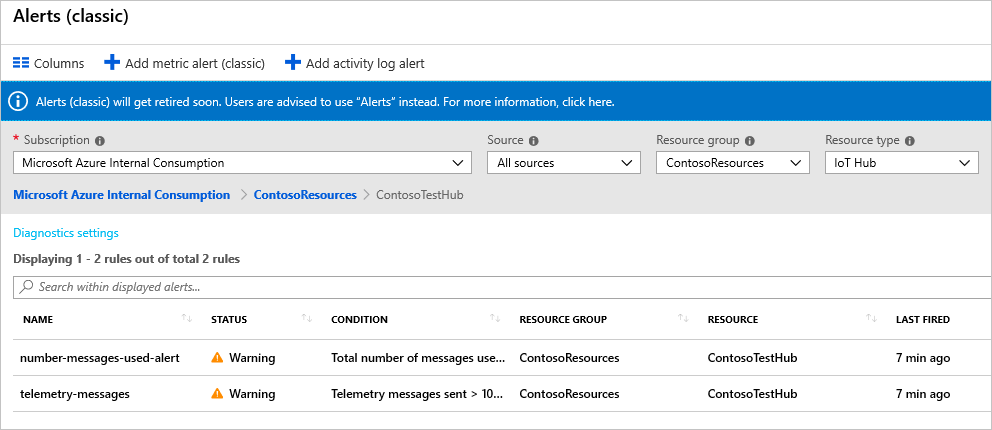 Alerts (classic)
Columns Add metric alert (classic) Add activity log alert
Alerts (classic) will get retired soon. Users are advised to use “Alerts” instead. For more information, click here.
* Subscription Source Resource group Resource type
Microsoft Azure Internal Consumption All sources ContosoResources IoT Hub
Microsoft Azure Internal Consumption > ContosoResources > ContosoTestHub
Diagnostics settings
Displaying 1 - 2 rules out of total 2 rules
Search within displayed alerts...
NAME STATUS CONDITION RESOURCE GROUP RESOURCE LAST FIRED
number-messages-used-alert Warning Total number of messages use... ContosoResources ContosoTestHub 7 min ago
telemetry-messages Warning Telemetry messages sent > 10... ContosoResources ContosoTestHub 7 min ago